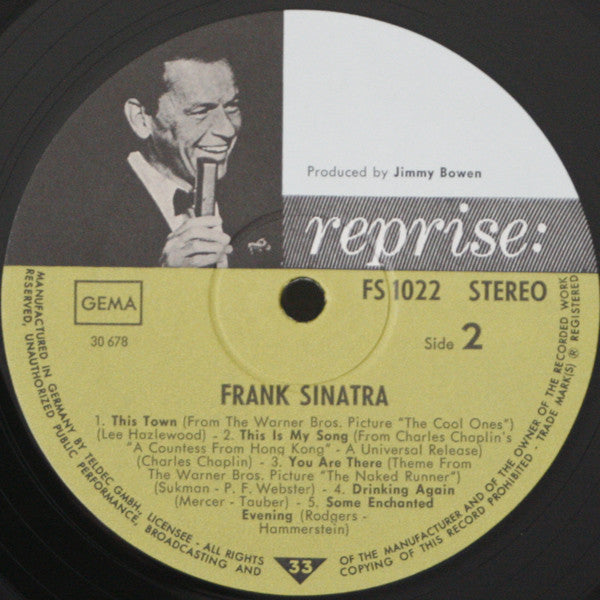 Produced by Jimmy Bowen
reprise:
GEMA
30 678
FS 1022 STEREO
Side 2
FRANK SINATRA
1. This Town (From The Warner Bros. Picture "The Cool Ones")
(Lee Hazlewood) - 2. This Is My Song (From Charles Chaplin's
"A Countess From Hong Kong" - A Universal Release)
(Charles Chaplin) - 3. You Are There (Theme From
The Warner Bros. Picture "The Naked Runner")
(Sukman - P. F. Webster) - 4. Drinking Again
(Mercer - Tauber) - 5. Some Enchanted
Evening (Rodgers -
Hammerstein)
33
MANUFACTURED IN GERMANY BY TELDEC GMBH, LICENSEE - ALL RIGHTS
OF THE MANUFACTURER AND OF THE OWNER OF THE RECORDED WORK
RESERVED, UNAUTHORIZED PUBLIC PERFORMANCE, BROADCASTING AND
COPYING OF THIS RECORD PROHIBITED - TRADE MARK(S) ® REGISTERED